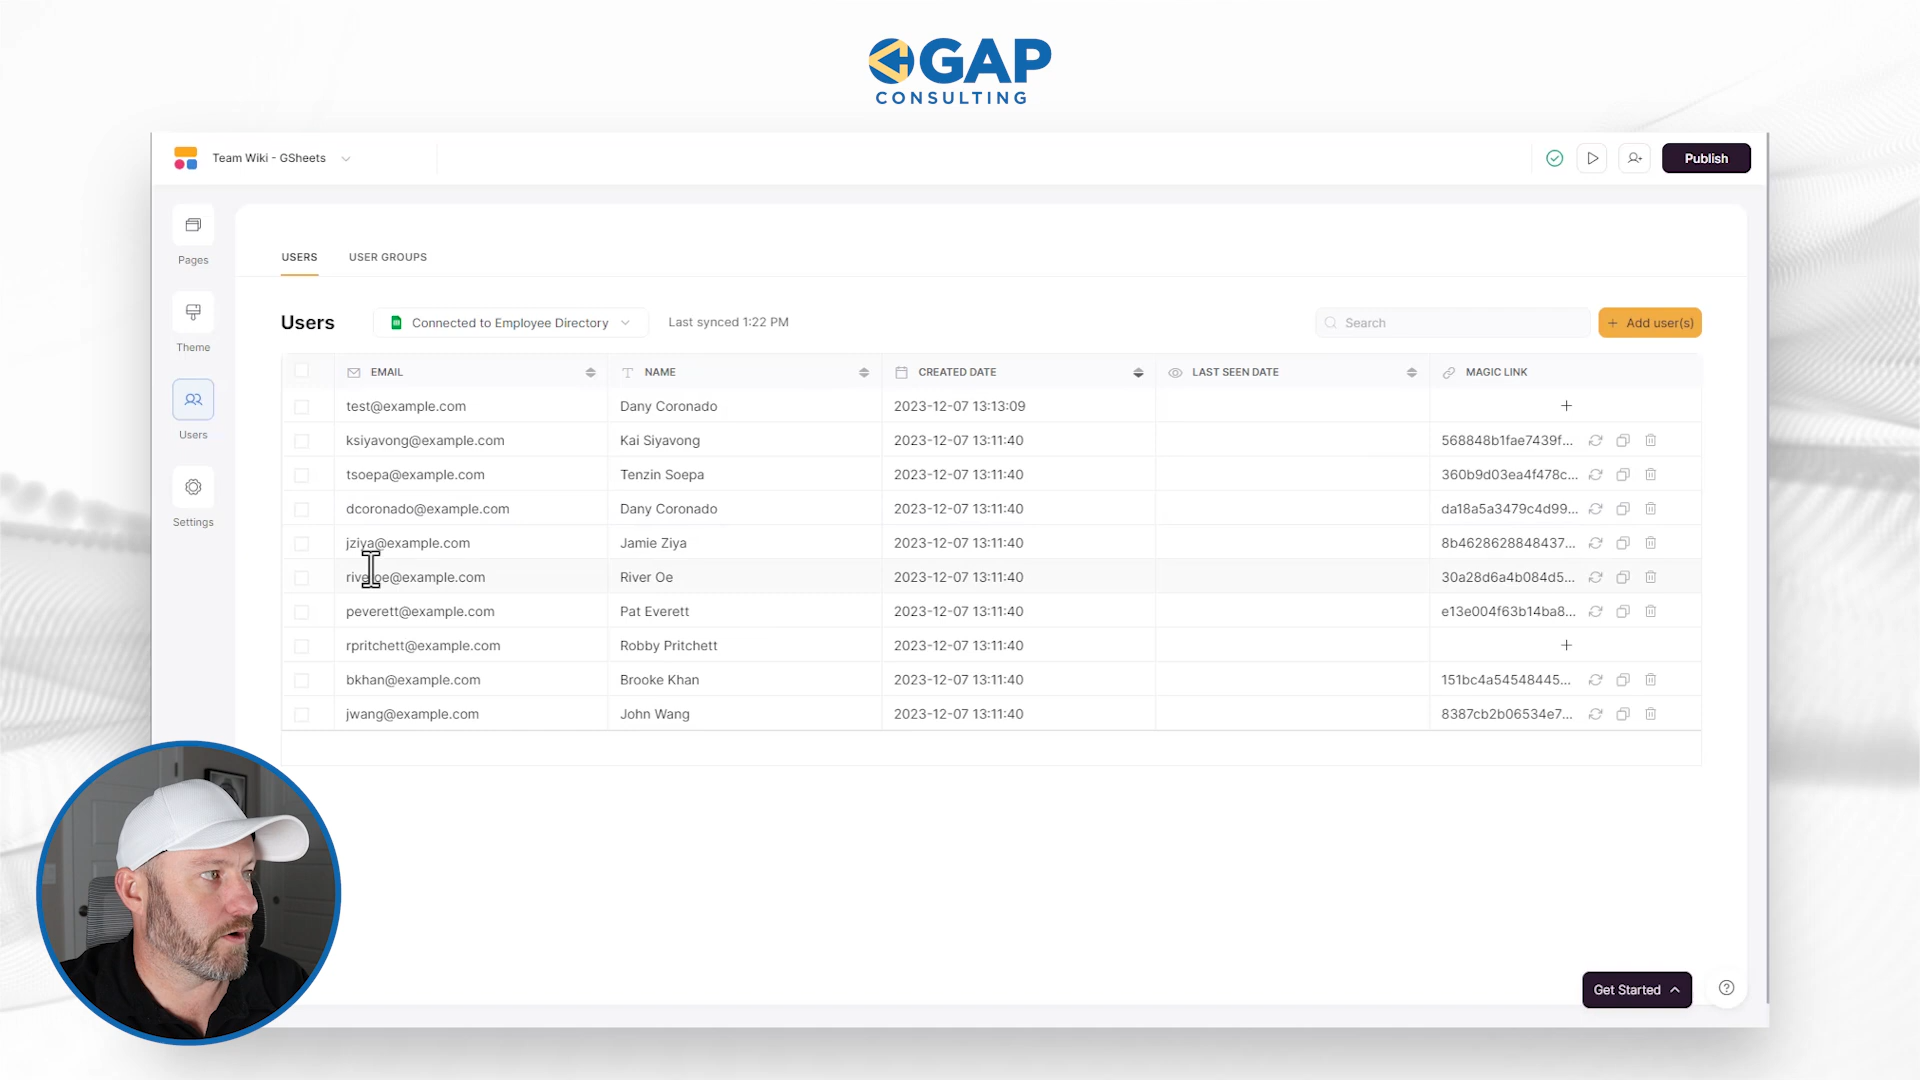 GAP
CONSULTING
Team Wiki - GSheets
Publish
Pages
Theme
Users
Settings
USERS
USER GROUPS
Users
Connected to Employee Directory
Last synced 1:22 PM
Search
+ Add user(s)
EMAIL NAME CREATED DATE LAST SEEN DATE MAGIC LINK
test@example.com Dany Coronado 2023-12-07 13:13:09 +
ksiyavong@example.com Kai Siyavong 2023-12-07 13:11:40 568848b1fae7439f...
tsoepa@example.com Tenzin Soepa 2023-12-07 13:11:40 360b9d03ea4f478c...
dcoronado@example.com Dany Coronado 2023-12-07 13:11:40 da18a5a3479c4d99...
jziya@example.com Jamie Ziya 2023-12-07 13:11:40 8b4628628848437...
riveroe@example.com River Oe 2023-12-07 13:11:40 30a28d6a4b084d5...
peverett@example.com Pat Everett 2023-12-07 13:11:40 e13e004f63b14ba8...
rpritchett@example.com Robby Pritchett 2023-12-07 13:11:40 +
bkhan@example.com Brooke Khan 2023-12-07 13:11:40 151bc4a54548445...
jwang@example.com John Wang 2023-12-07 13:11:40 8387cb2b06534e7...
Get Started
?